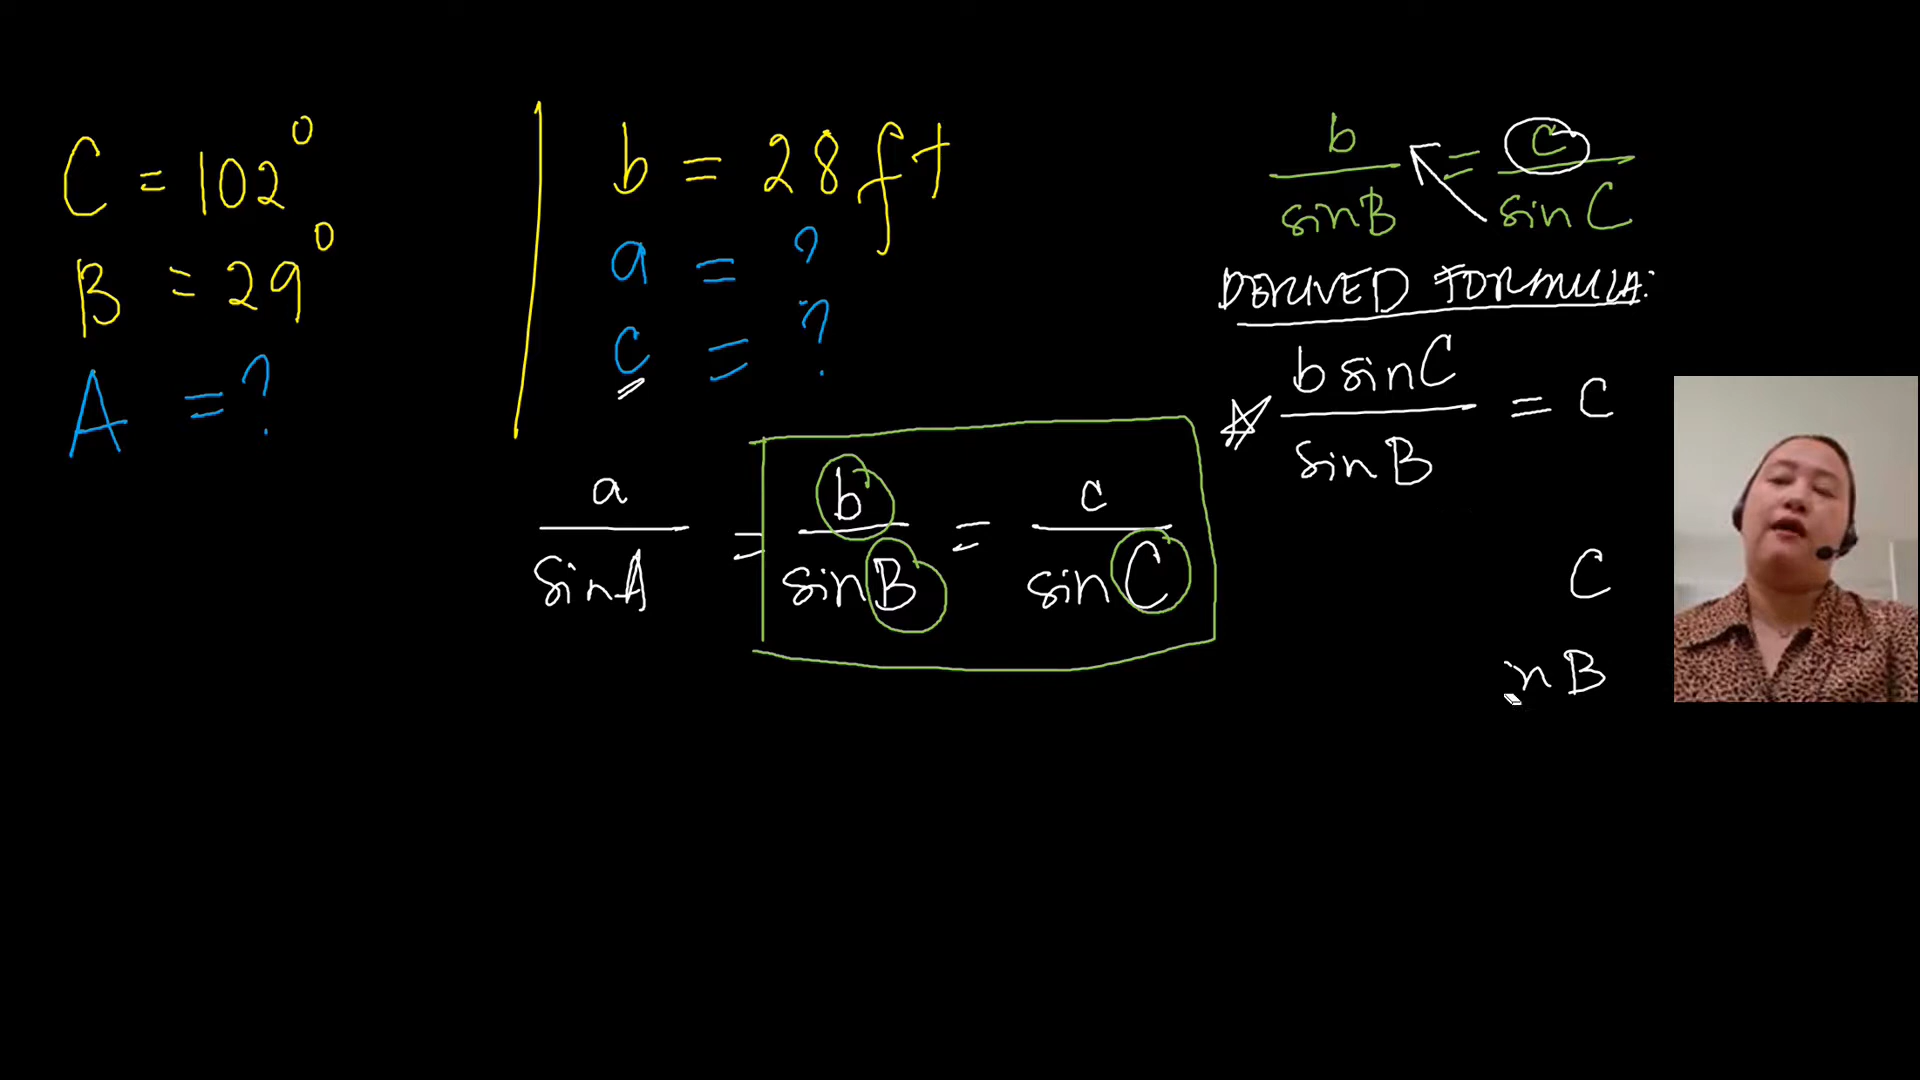 C = 102°
B = 29°
A = ?
b = 28 ft
a = ?
c = ?
a/sin A = b/sin B = c/sin C
b/sin B = c/sin C
DERIVED FORMULA:
☆ b sin C/sin B = C
C
n B